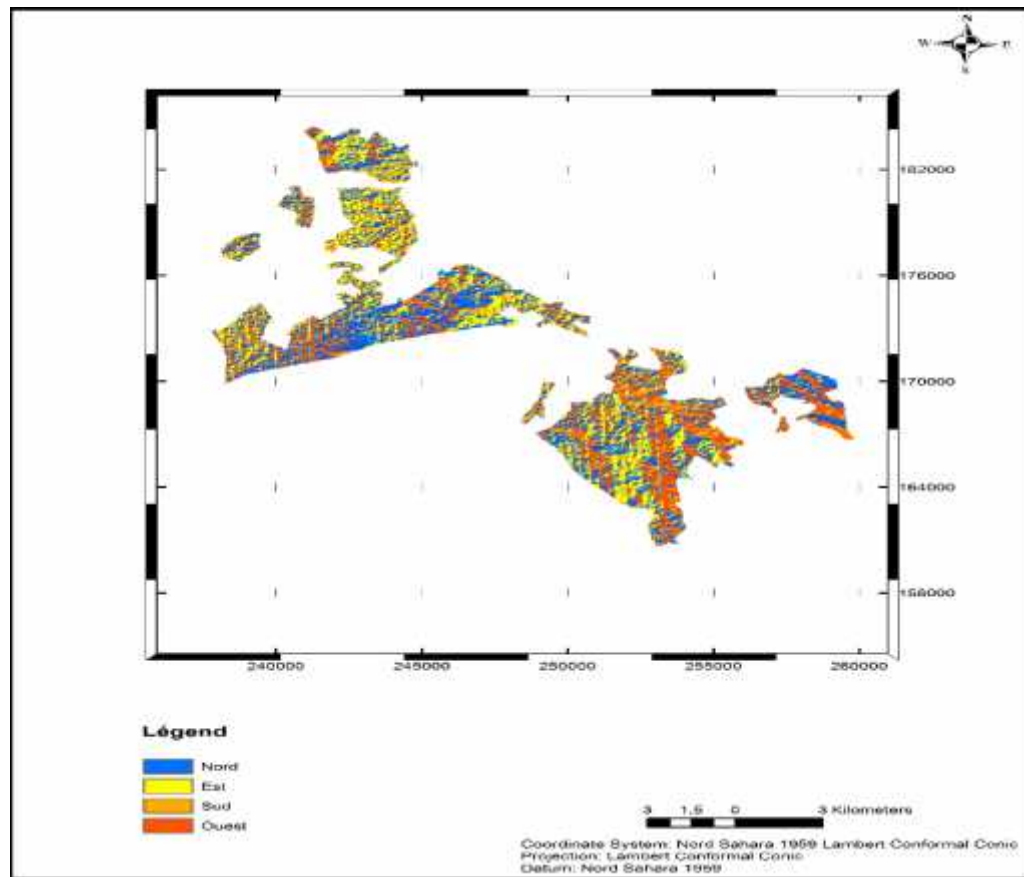 N
W E
S
182000
176000
170000
164000
158000
240000 245000 250000 255000 260000
Légend
Nord
Est
Sud
Ouest
3 1,5 0 3 Kilometers
Coordinate System: Nord Sahara 1959 Lambert Conformal Conic
Projection: Lambert Conformal Conic
Datum: Nord Sahara 1959